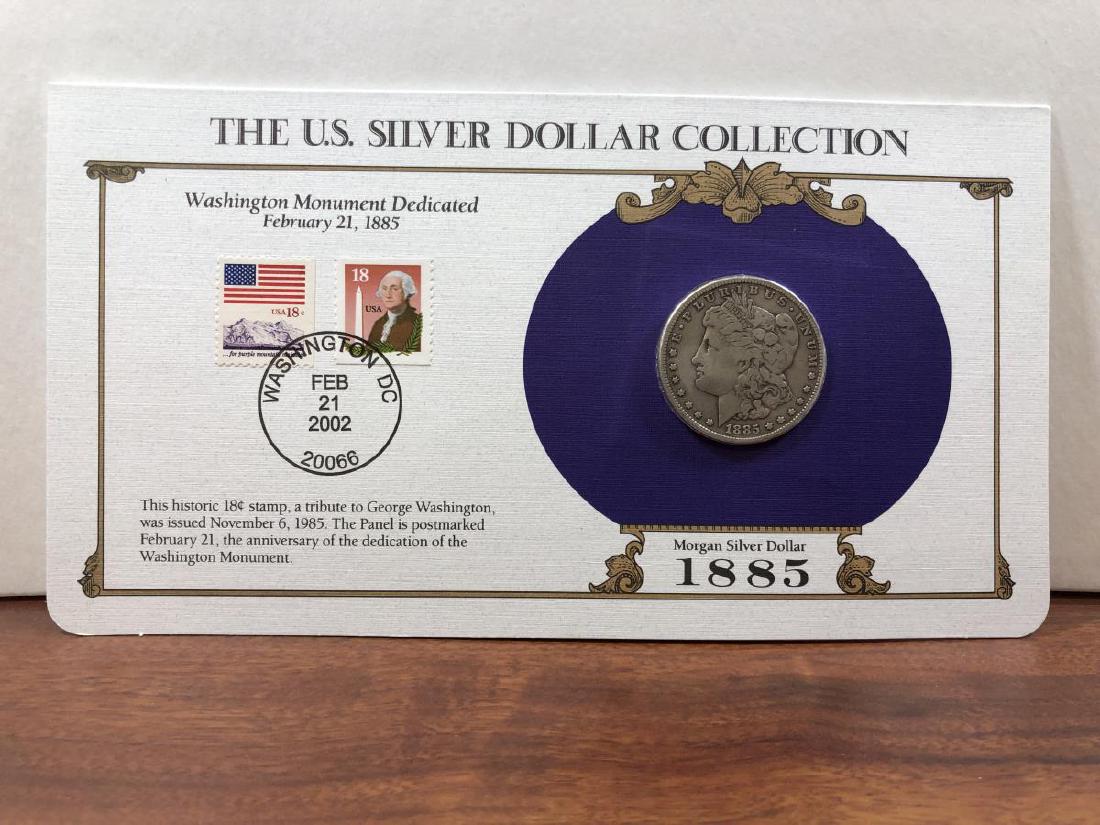 THE U.S. SILVER DOLLAR COLLECTION
Washington Monument Dedicated
February 21, 1885
USA 18c
...for purple mountain
18
USA
WASHINGTON DC
FEB
21
2002
20066
This historic 18¢ stamp, a tribute to George Washington,
was issued November 6, 1985. The Panel is postmarked
February 21, the anniversary of the dedication of the
Washington Monument.
E·PLURIBUS·UNUM
1885
Morgan Silver Dollar
1885